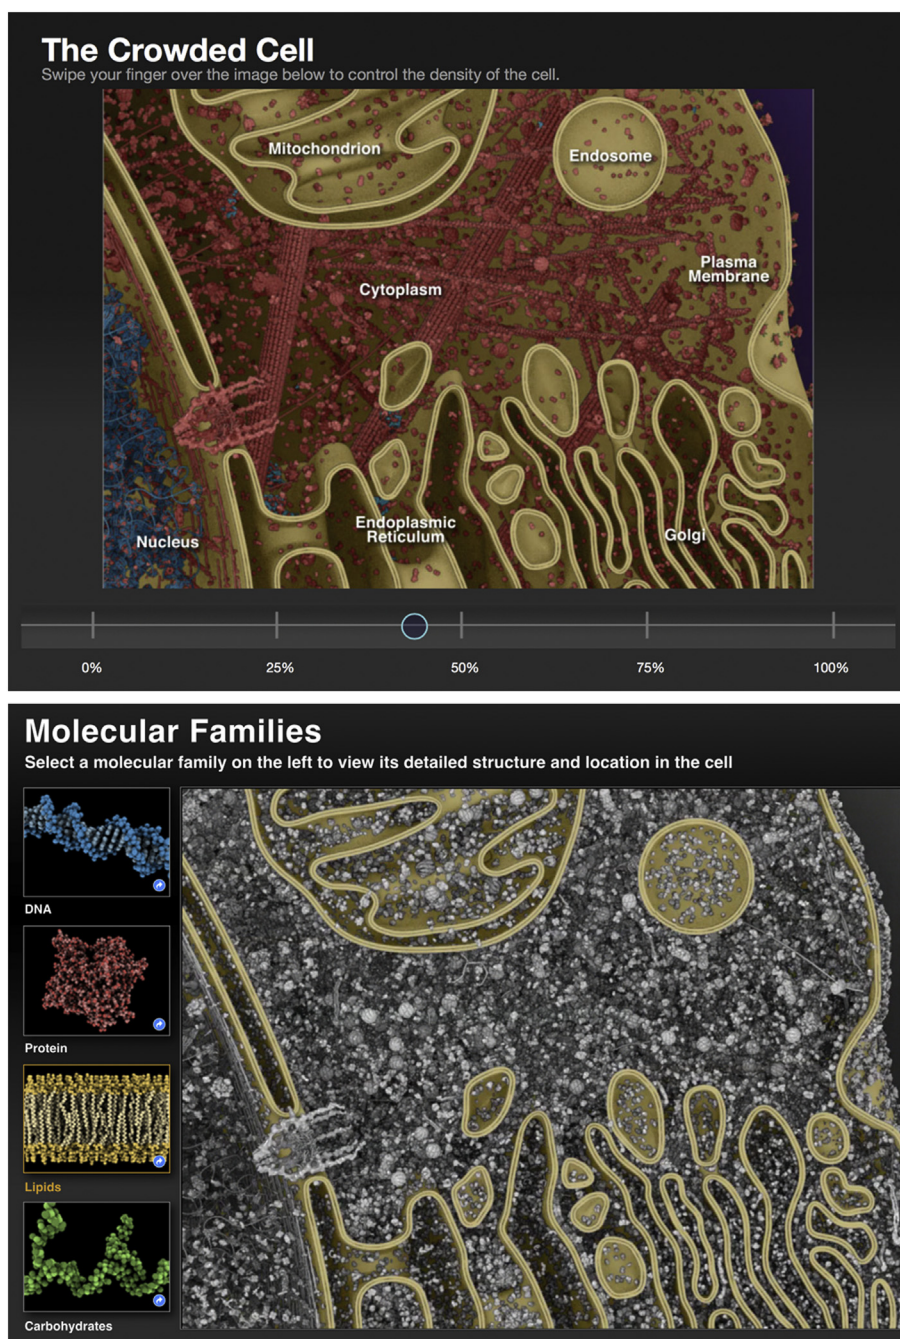 The Crowded Cell
Swipe your finger over the image below to control the density of the cell.
Mitochondrion
Endosome
Plasma
Membrane
Cytoplasm
Endoplasmic
Reticulum
Nucleus
Golgi
0%
25%
50%
75%
100%
Molecular Families
Select a molecular family on the left to view its detailed structure and location in the cell
DNA
Protein
Lipids
Carbohydrates